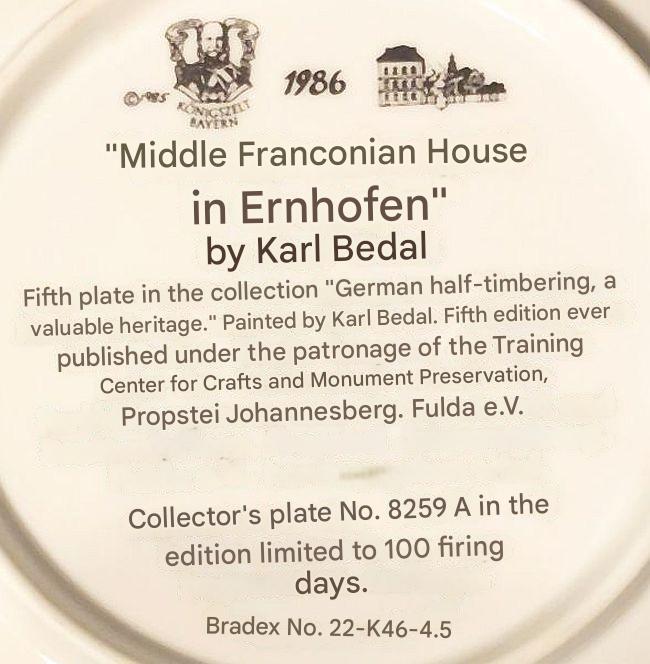 1986
© 1985
KÖNIGSZELT
BAYERN
"Middle Franconian House
in Ernhofen"
by Karl Bedal
Fifth plate in the collection "German half-timbering, a
valuable heritage." Painted by Karl Bedal. Fifth edition ever
published under the patronage of the Training
Center for Crafts and Monument Preservation,
Propstei Johannesberg. Fulda e.V.
Collector's plate No. 8259 A in the
edition limited to 100 firing
days.
Bradex No. 22-K46-4.5